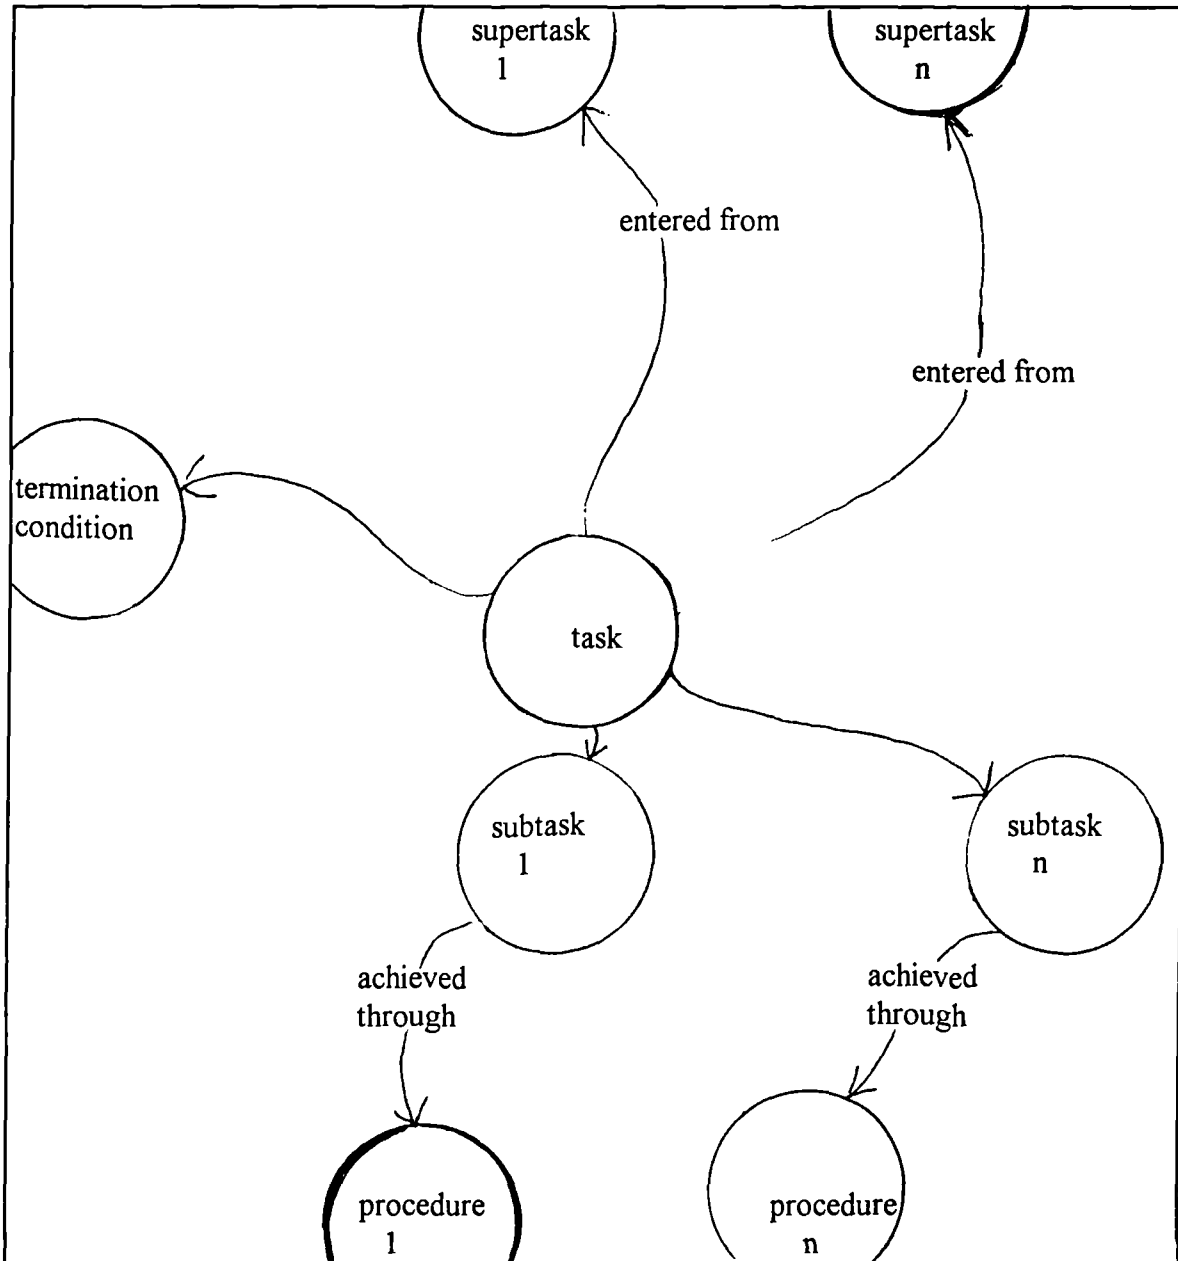 supertask
1
supertask
n
entered from
entered from
termination
condition
task
subtask
1
subtask
n
achieved
through
achieved
through
procedure
1
procedure
n